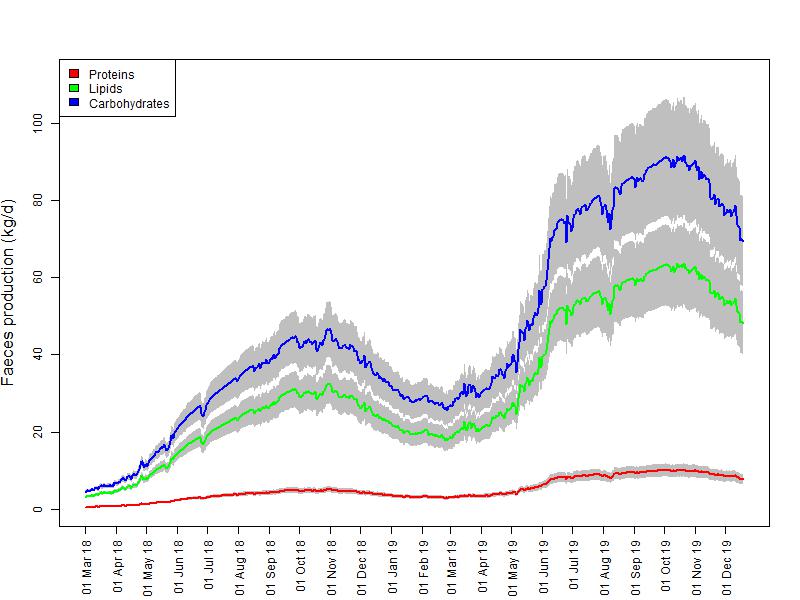 Proteins
Lipids
Carbohydrates
Faeces production (kg/d)
100
80
60
40
20
0
01 Mar 18
01 Apr 18
01 May 18
01 Jun 18
01 Jul 18
01 Aug 18
01 Sep 18
01 Oct 18
01 Nov 18
01 Dec 18
01 Jan 19
01 Feb 19
01 Mar 19
01 Apr 19
01 May 19
01 Jun 19
01 Jul 19
01 Aug 19
01 Sep 19
01 Oct 19
01 Nov 19
01 Dec 19